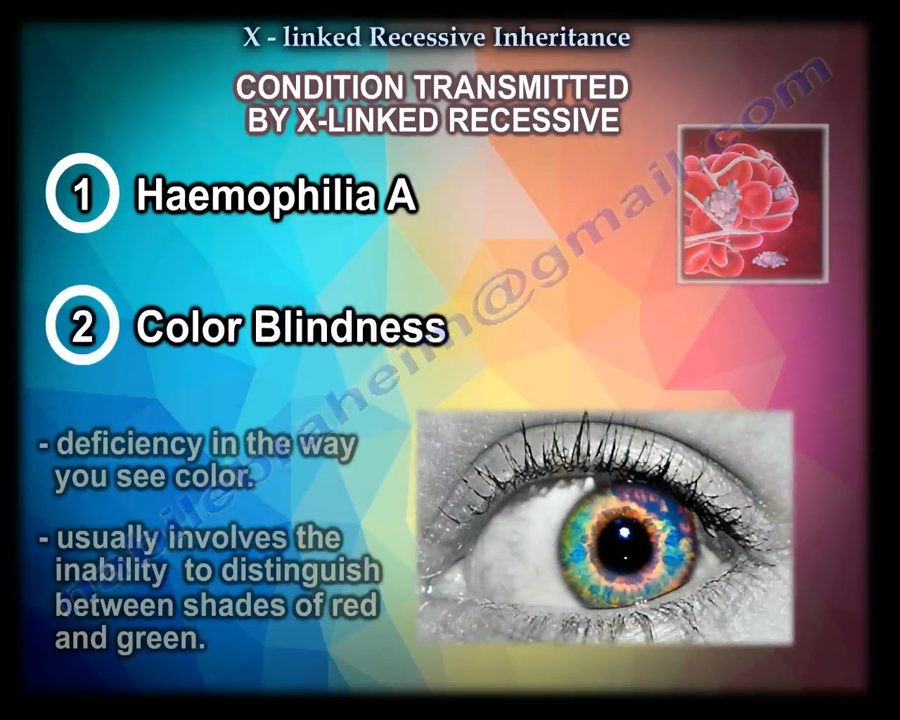 X - linked Recessive Inheritance
CONDITION TRANSMITTED
BY X-LINKED RECESSIVE
1 Haemophilia A
2 Color Blindness
- deficiency in the way
you see color.
- usually involves the
inability to distinguish
between shades of red
and green.